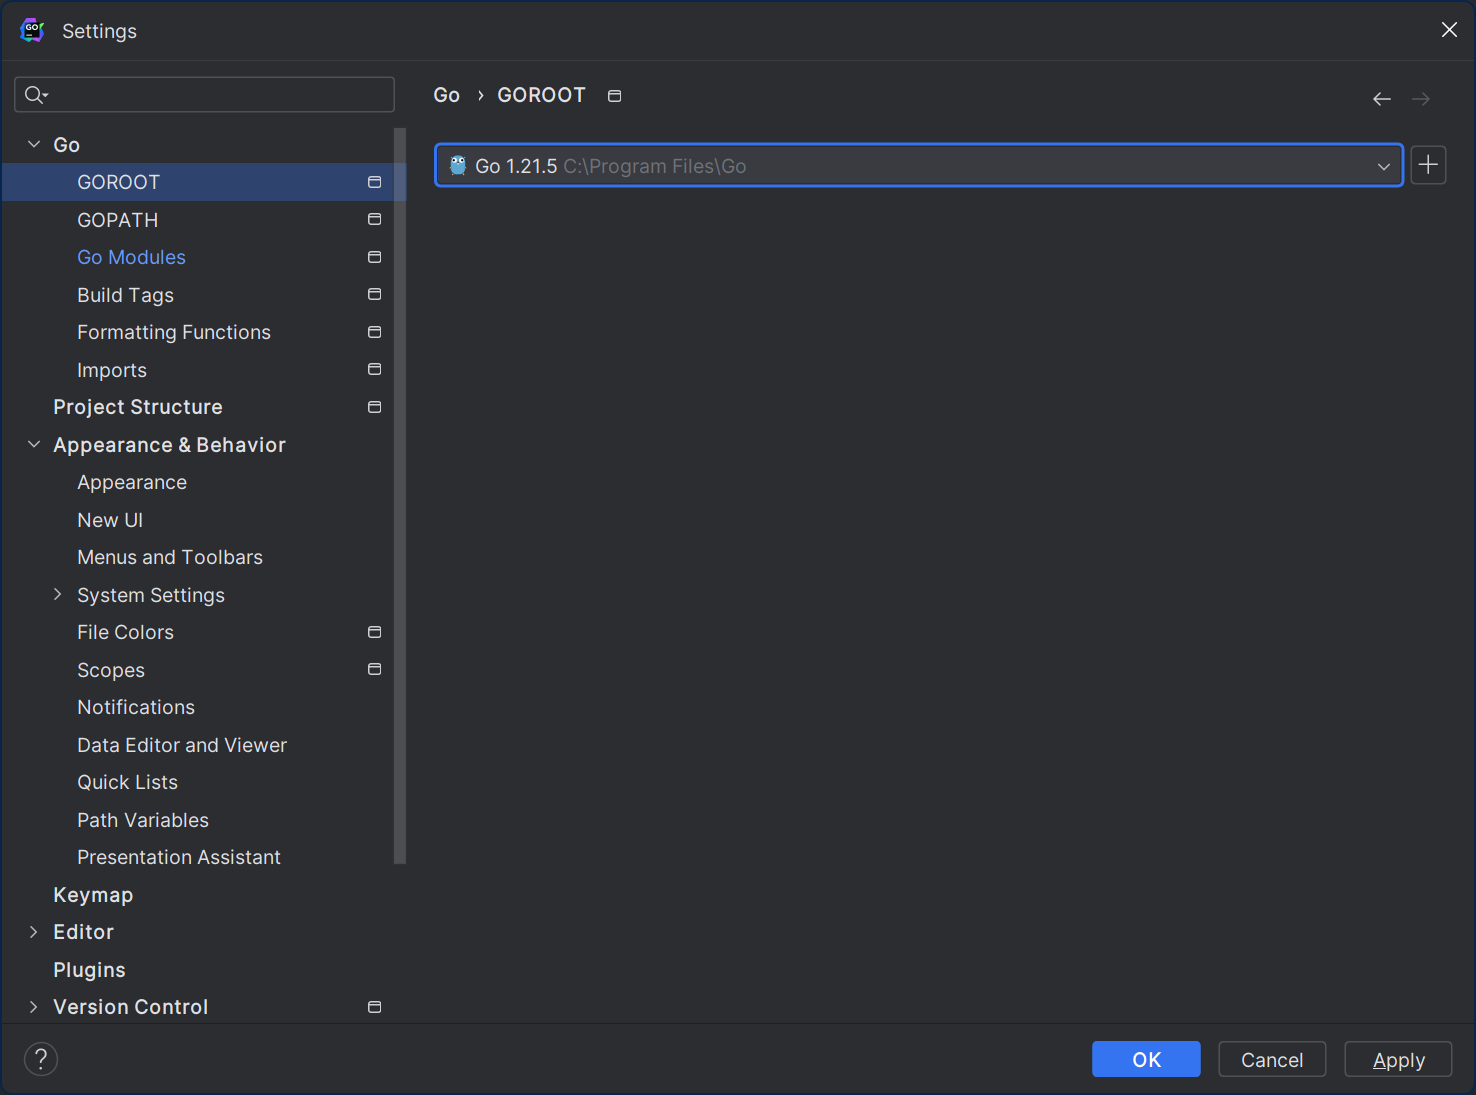 GO
Settings
Go › GOROOT
Go
GOROOT
GOPATH
Go Modules
Build Tags
Formatting Functions
Imports
Project Structure
Appearance & Behavior
Appearance
New UI
Menus and Toolbars
System Settings
File Colors
Scopes
Notifications
Data Editor and Viewer
Quick Lists
Path Variables
Presentation Assistant
Keymap
Editor
Plugins
Version Control
Go 1.21.5 C:\Program Files\Go
?
OK
Cancel
Apply